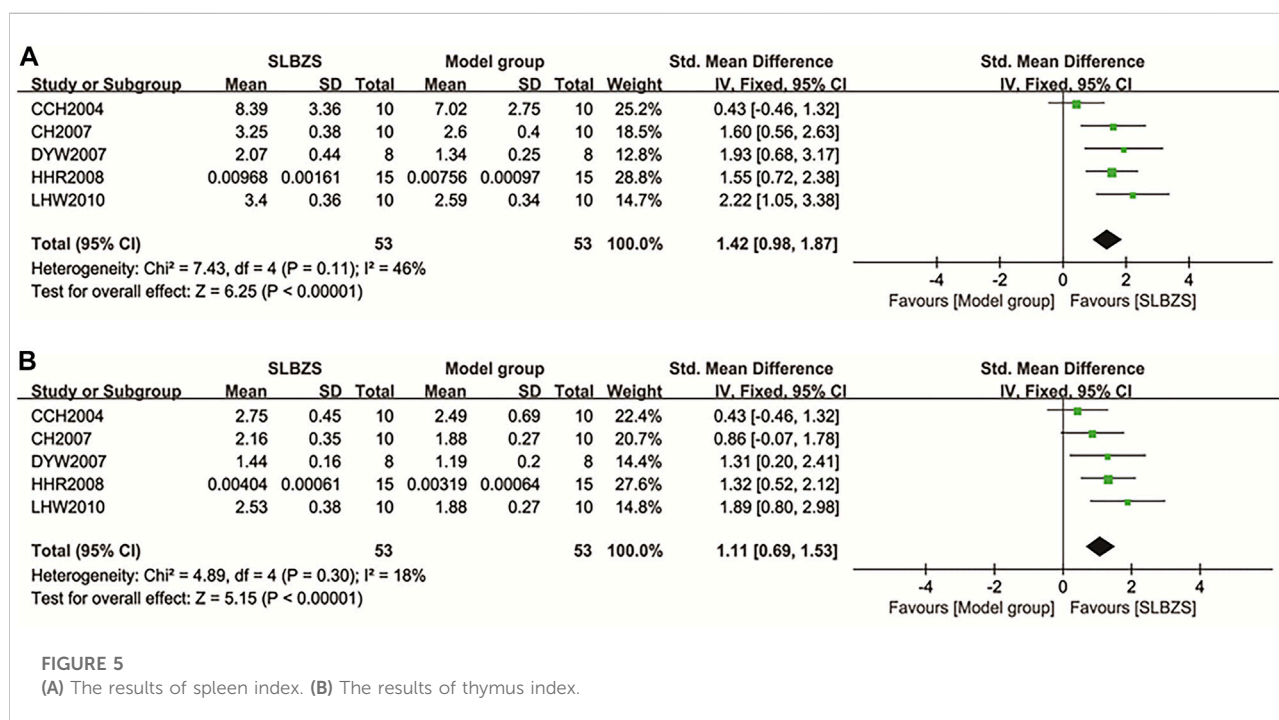 A
SLBZS Model group Std. Mean Difference Std. Mean Difference
Study or Subgroup Mean SD Total Mean SD Total Weight IV, Fixed, 95% CI IV, Fixed, 95% CI
CCH2004 8.39 3.36 10 7.02 2.75 10 25.2% 0.43 [-0.46, 1.32]
CH2007 3.25 0.38 10 2.6 0.4 10 18.5% 1.60 [0.56, 2.63]
DYW2007 2.07 0.44 8 1.34 0.25 8 12.8% 1.93 [0.68, 3.17]
HHR2008 0.00968 0.00161 15 0.00756 0.00097 15 28.8% 1.55 [0.72, 2.38]
LHW2010 3.4 0.36 10 2.59 0.34 10 14.7% 2.22 [1.05, 3.38]
Total (95% CI) 53 53 100.0% 1.42 [0.98, 1.87]
Heterogeneity: Chi² = 7.43, df = 4 (P = 0.11); I² = 46%
Test for overall effect: Z = 6.25 (P < 0.00001)
-4 -2 0 2 4
Favours [Model group] Favours [SLBZS]
B
SLBZS Model group Std. Mean Difference Std. Mean Difference
Study or Subgroup Mean SD Total Mean SD Total Weight IV, Fixed, 95% CI IV, Fixed, 95% CI
CCH2004 2.75 0.45 10 2.49 0.69 10 22.4% 0.43 [-0.46, 1.32]
CH2007 2.16 0.35 10 1.88 0.27 10 20.7% 0.86 [-0.07, 1.78]
DYW2007 1.44 0.16 8 1.19 0.2 8 14.4% 1.31 [0.20, 2.41]
HHR2008 0.00404 0.00061 15 0.00319 0.00064 15 27.6% 1.32 [0.52, 2.12]
LHW2010 2.53 0.38 10 1.88 0.27 10 14.8% 1.89 [0.80, 2.98]
Total (95% CI) 53 53 100.0% 1.11 [0.69, 1.53]
Heterogeneity: Chi² = 4.89, df = 4 (P = 0.30); I² = 18%
Test for overall effect: Z = 5.15 (P < 0.00001)
-4 -2 0 2 4
Favours [Model group] Favours [SLBZS]
FIGURE 5
(A) The results of spleen index. (B) The results of thymus index.